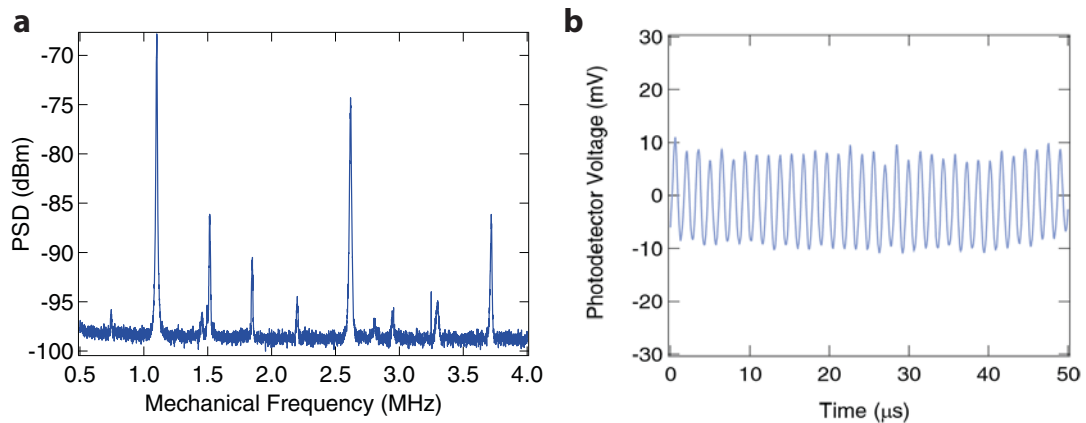 a
-70
-75
-80
-85
-90
-95
-100
PSD (dBm)
0.5 1.0 1.5 2.0 2.5 3.0 3.5 4.0
Mechanical Frequency (MHz)
b
30
20
10
0
-10
-20
-30
Photodetector Voltage (mV)
0 10 20 30 40 50
Time (μs)